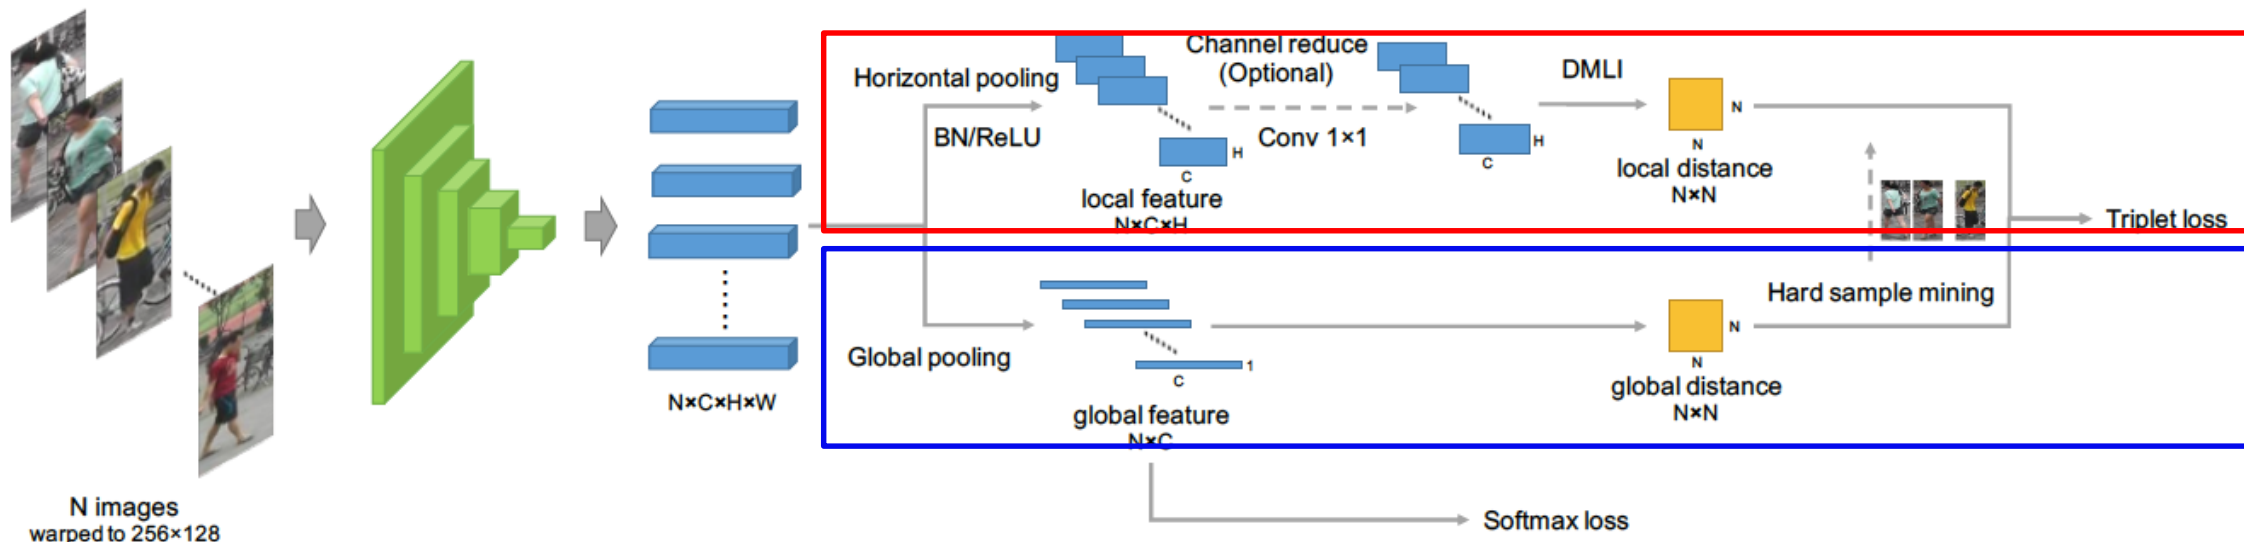 N images
warped to 256×128
N×C×H×W
Horizontal pooling
BN/ReLU
H
C
local feature
N×C×H
Channel reduce
(Optional)
Conv 1×1
H
C
DMLI
N
N
local distance
N×N
Triplet loss
Hard sample mining
Global pooling
1
C
global feature
N×C
N
N
global distance
N×N
Softmax loss